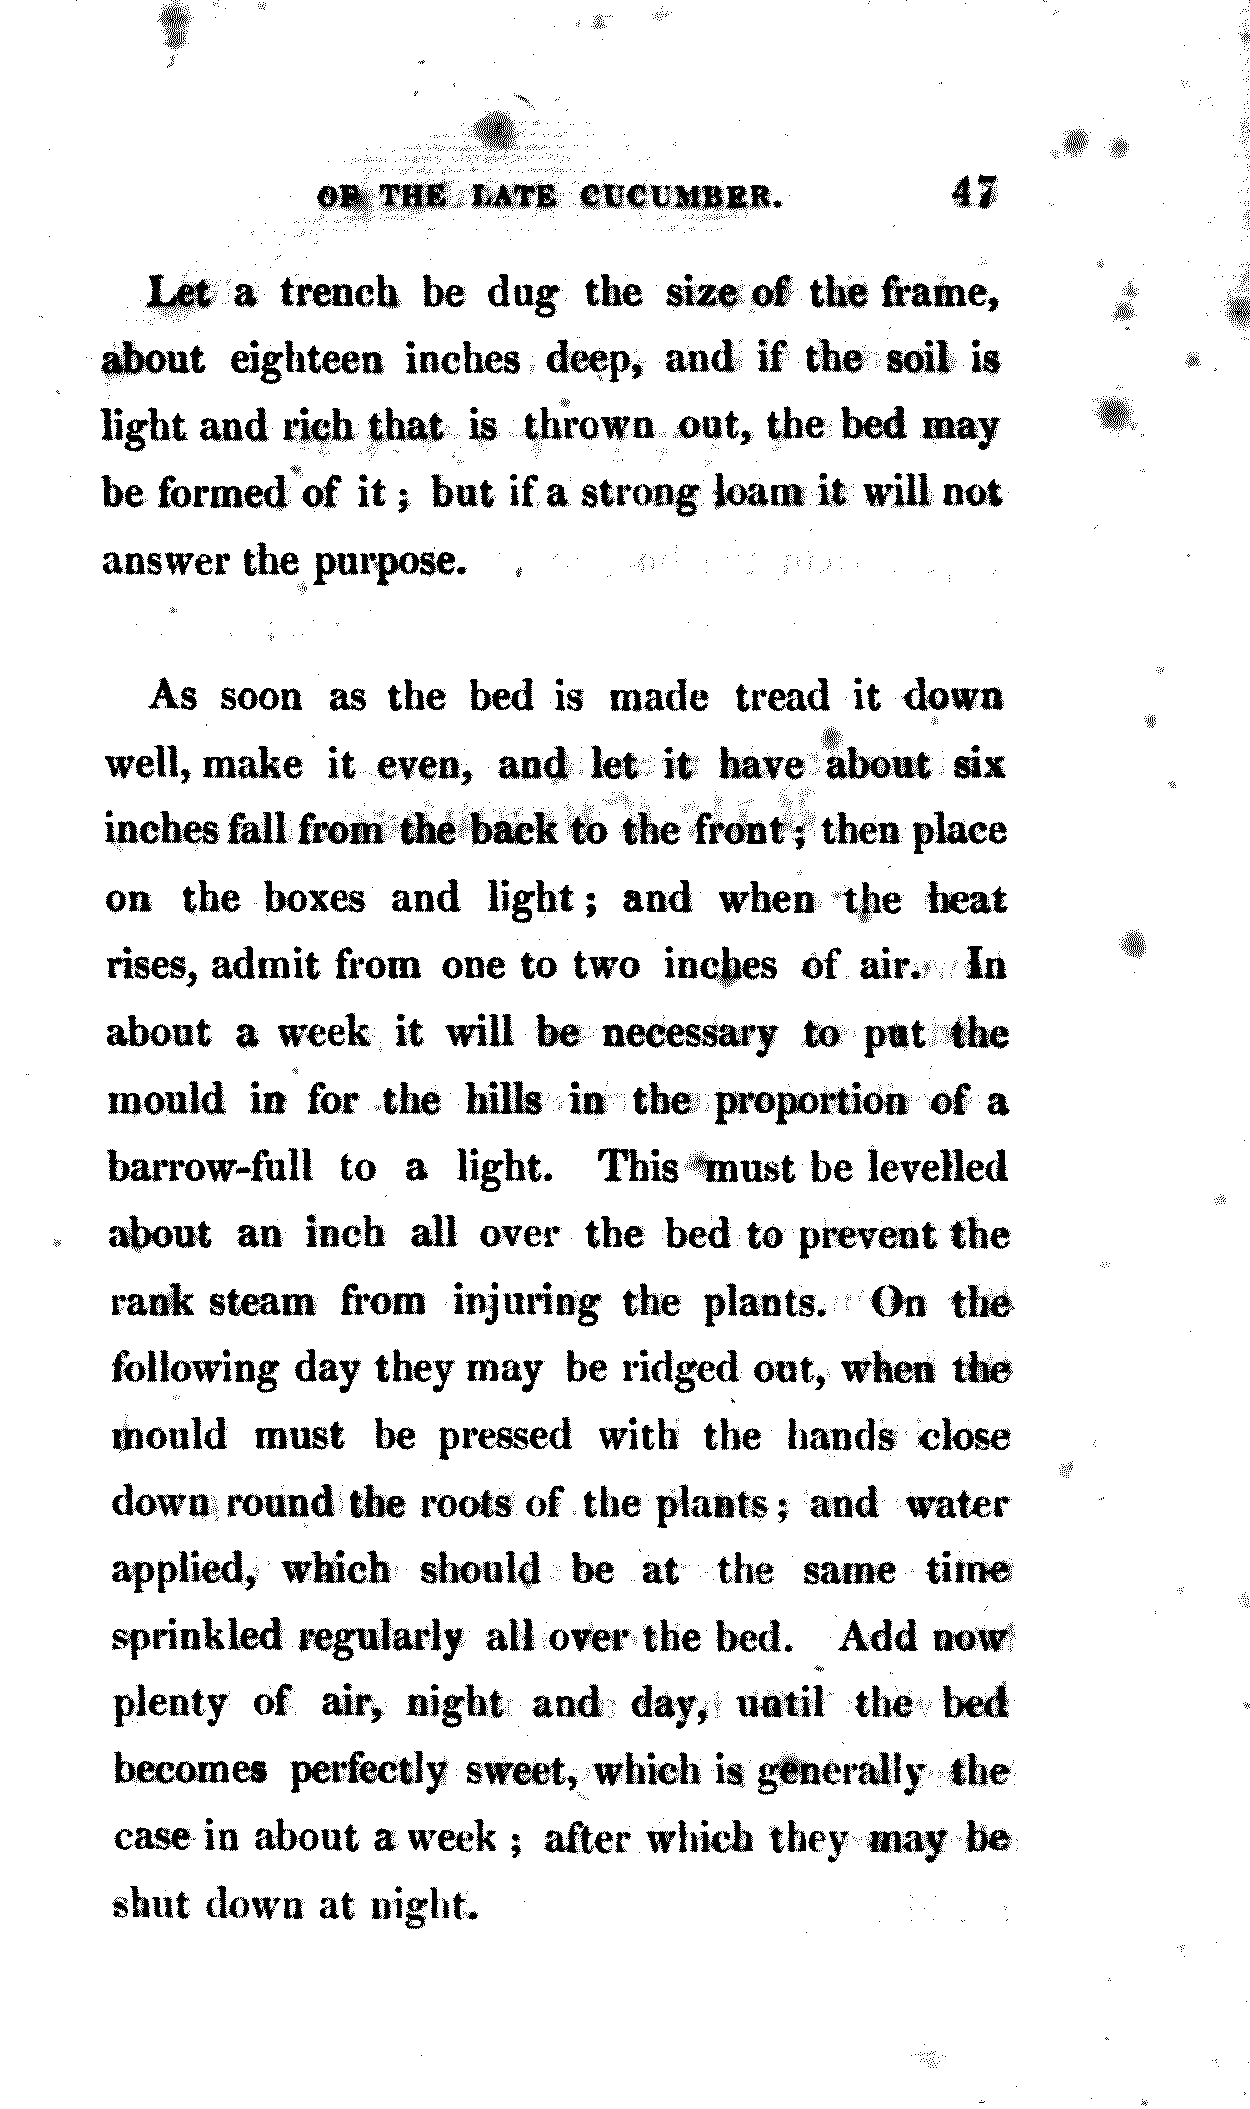 OF THE LATE CUCUMBER. 47
Let a trench be dug the size of the frame,
about eighteen inches deep, and if the soil is
light and rich that is thrown out, the bed may
be formed of it; but if a strong loam it will not
answer the purpose.
As soon as the bed is made tread it down
well, make it even, and let it have about six
inches fall from the back to the front; then place
on the boxes and light; and when the heat
rises, admit from one to two inches of air. In
about a week it will be necessary to put the
mould in for the hills in the proportion of a
barrow-full to a light. This must be levelled
about an inch all over the bed to prevent the
rank steam from injuring the plants. On the
following day they may be ridged out, when the
mould must be pressed with the hands close
down round the roots of the plants; and water
applied, which should be at the same time
sprinkled regularly all over the bed. Add now
plenty of air, night and day, until the bed
becomes perfectly sweet, which is generally the
case in about a week; after which they may be
shut down at night.